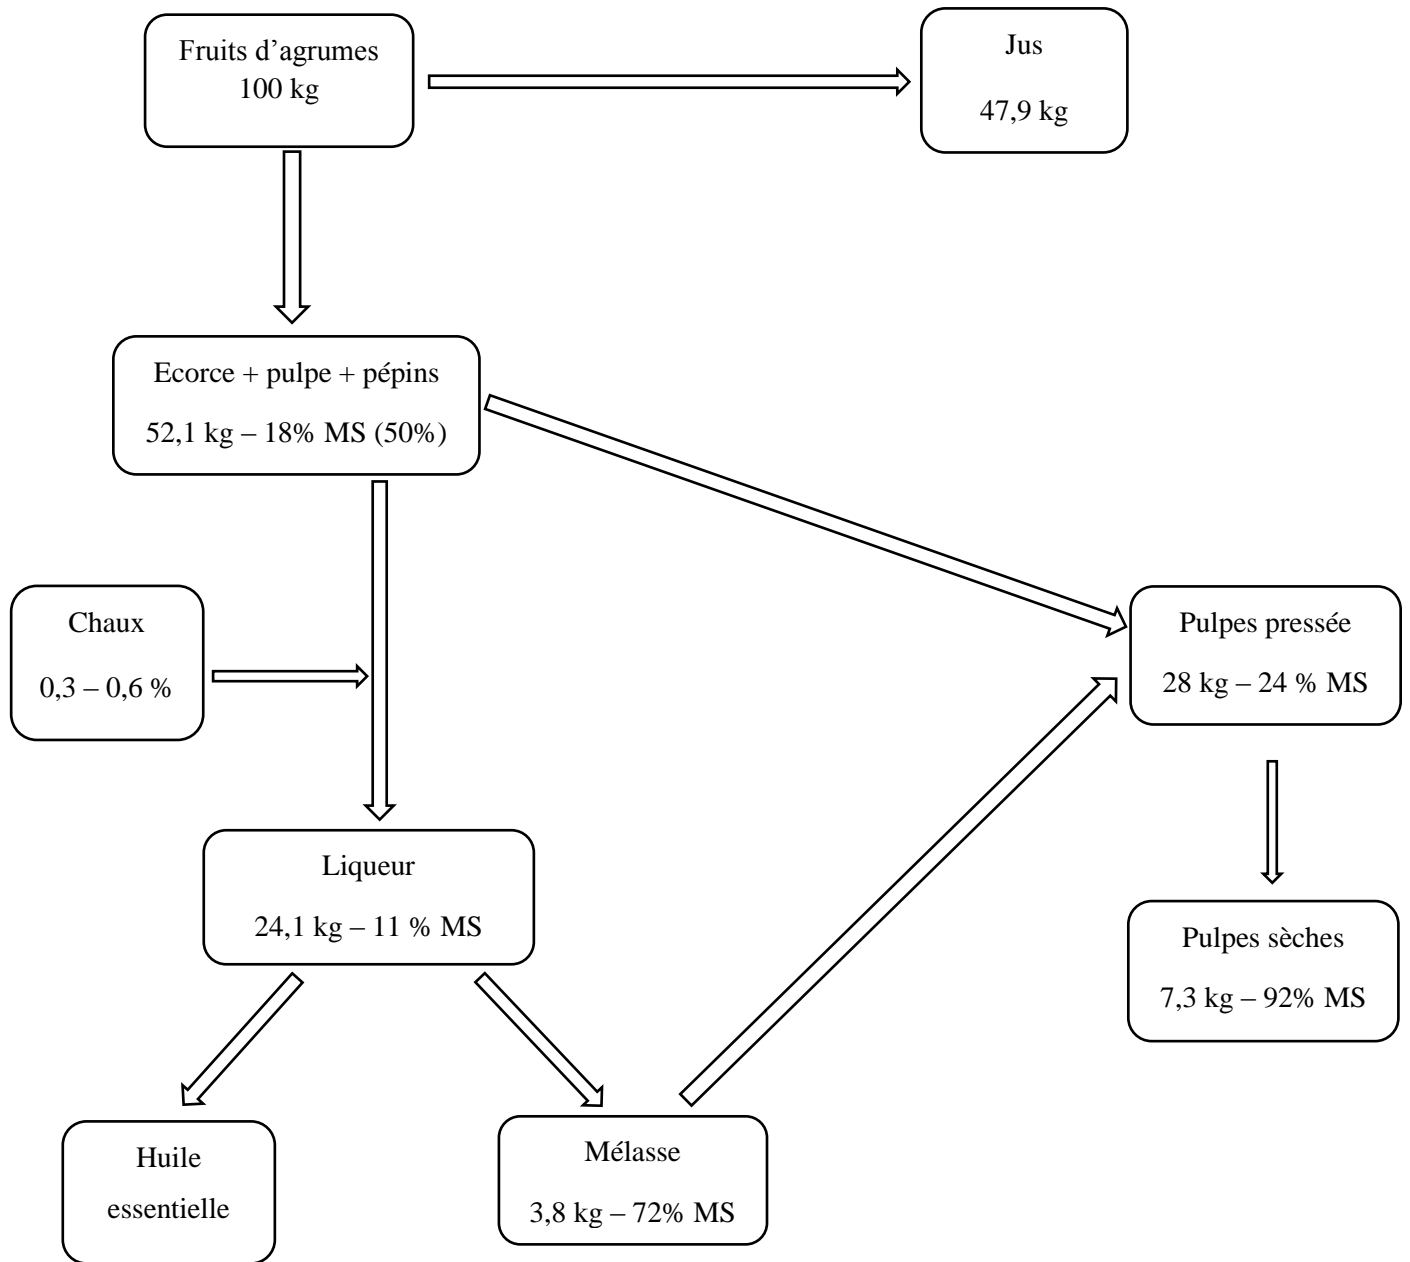 Fruits d’agrumes
100 kg
Jus
47,9 kg
Ecorce + pulpe + pépins
52,1 kg – 18% MS (50%)
Chaux
0,3 – 0,6 %
Pulpes pressée
28 kg – 24 % MS
Liqueur
24,1 kg – 11 % MS
Pulpes sèches
7,3 kg – 92% MS
Huile
essentielle
Mélasse
3,8 kg – 72% MS